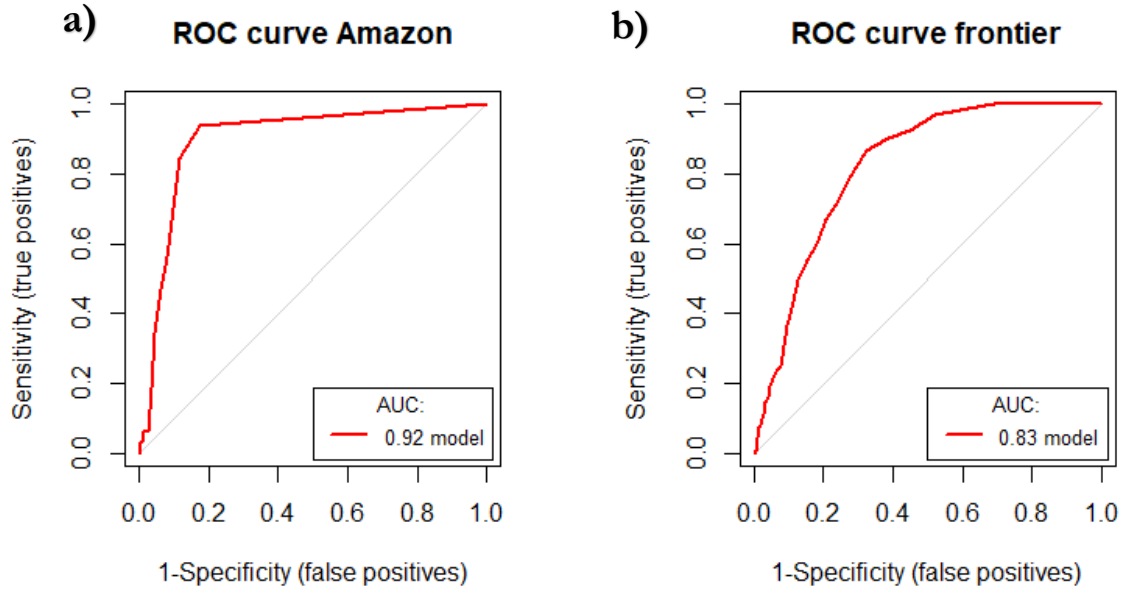 a)
ROC curve Amazon
Sensitivity (true positives)
0.0 0.2 0.4 0.6 0.8 1.0
AUC:
0.92 model
0.0 0.2 0.4 0.6 0.8 1.0
1-Specificity (false positives)
b)
ROC curve frontier
Sensitivity (true positives)
0.0 0.2 0.4 0.6 0.8 1.0
AUC:
0.83 model
0.0 0.2 0.4 0.6 0.8 1.0
1-Specificity (false positives)